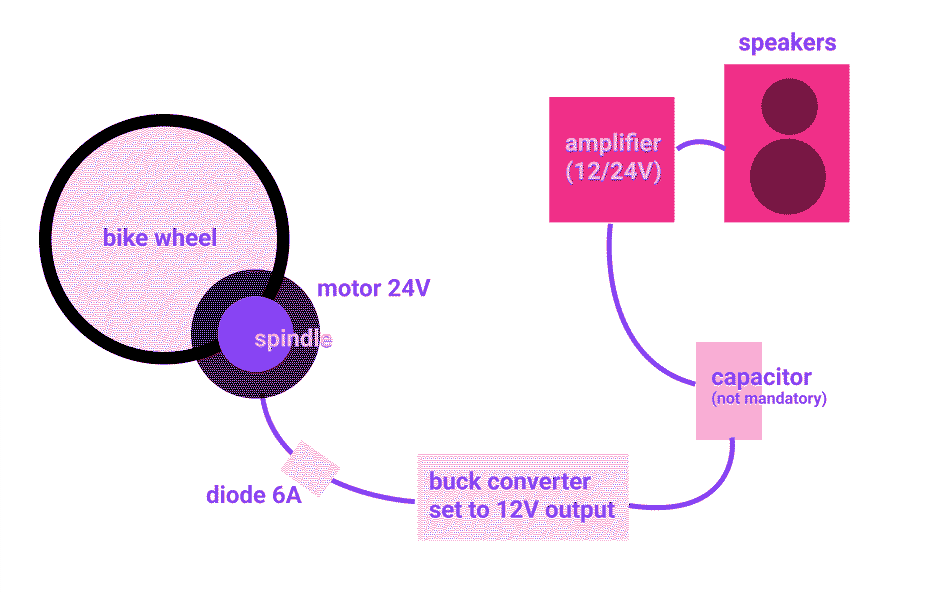 speakers
amplifier
(12/24V)
bike wheel
motor 24V
spindle
capacitor
(not mandatory)
diode 6A
buck converter
set to 12V output